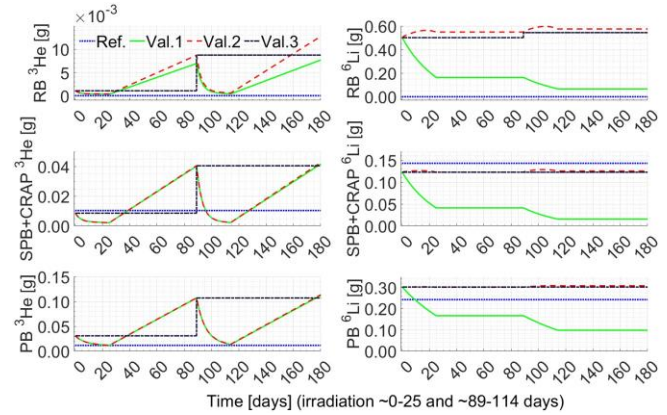 ×10⁻³
RB ³He [g]
10
5
0
Ref. Val.1 Val.2 Val.3
0 20 40 60 80 100 120 140 160 180
RB ⁶Li [g]
0.60
0.40
0.20
0.00
0 20 40 60 80 100 120 140 160 180
SPB+CRAP ³He [g]
0.04
0.02
0.00
0 20 40 60 80 100 120 140 160 180
SPB+CRAP ⁶Li [g]
0.15
0.10
0.05
0.00
0 20 40 60 80 100 120 140 160 180
PB ³He [g]
0.15
0.10
0.05
0.00
0 20 40 60 80 100 120 140 160 180
PB ⁶Li [g]
0.30
0.20
0.10
0.00
0 20 40 60 80 100 120 140 160 180
Time [days] (irradiation ~0-25 and ~89-114 days)